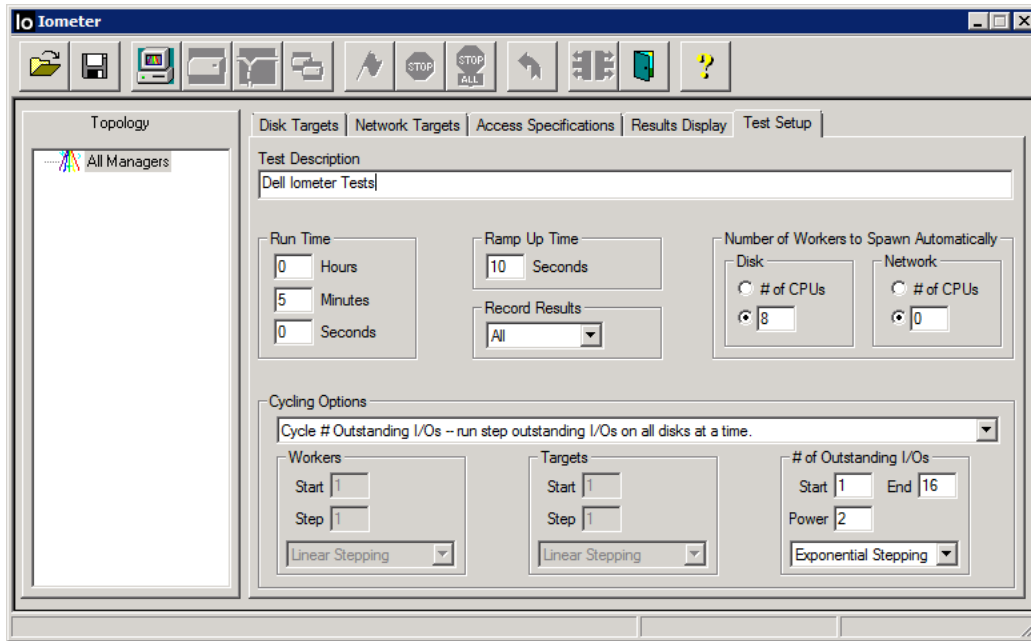 Io Iometer
STOP
STOP
ALL
?
Topology
All Managers
Disk Targets Network Targets Access Specifications Results Display Test Setup
Test Description
Dell Iometer Tests
Run Time
0 Hours
5 Minutes
0 Seconds
Ramp Up Time
10 Seconds
Record Results
All
Number of Workers to Spawn Automatically
Disk
# of CPUs
8
Network
# of CPUs
0
Cycling Options
Cycle # Outstanding I/Os -- run step outstanding I/Os on all disks at a time.
Workers
Start 1
Step 1
Linear Stepping
Targets
Start 1
Step 1
Linear Stepping
# of Outstanding I/Os
Start 1 End 16
Power 2
Exponential Stepping